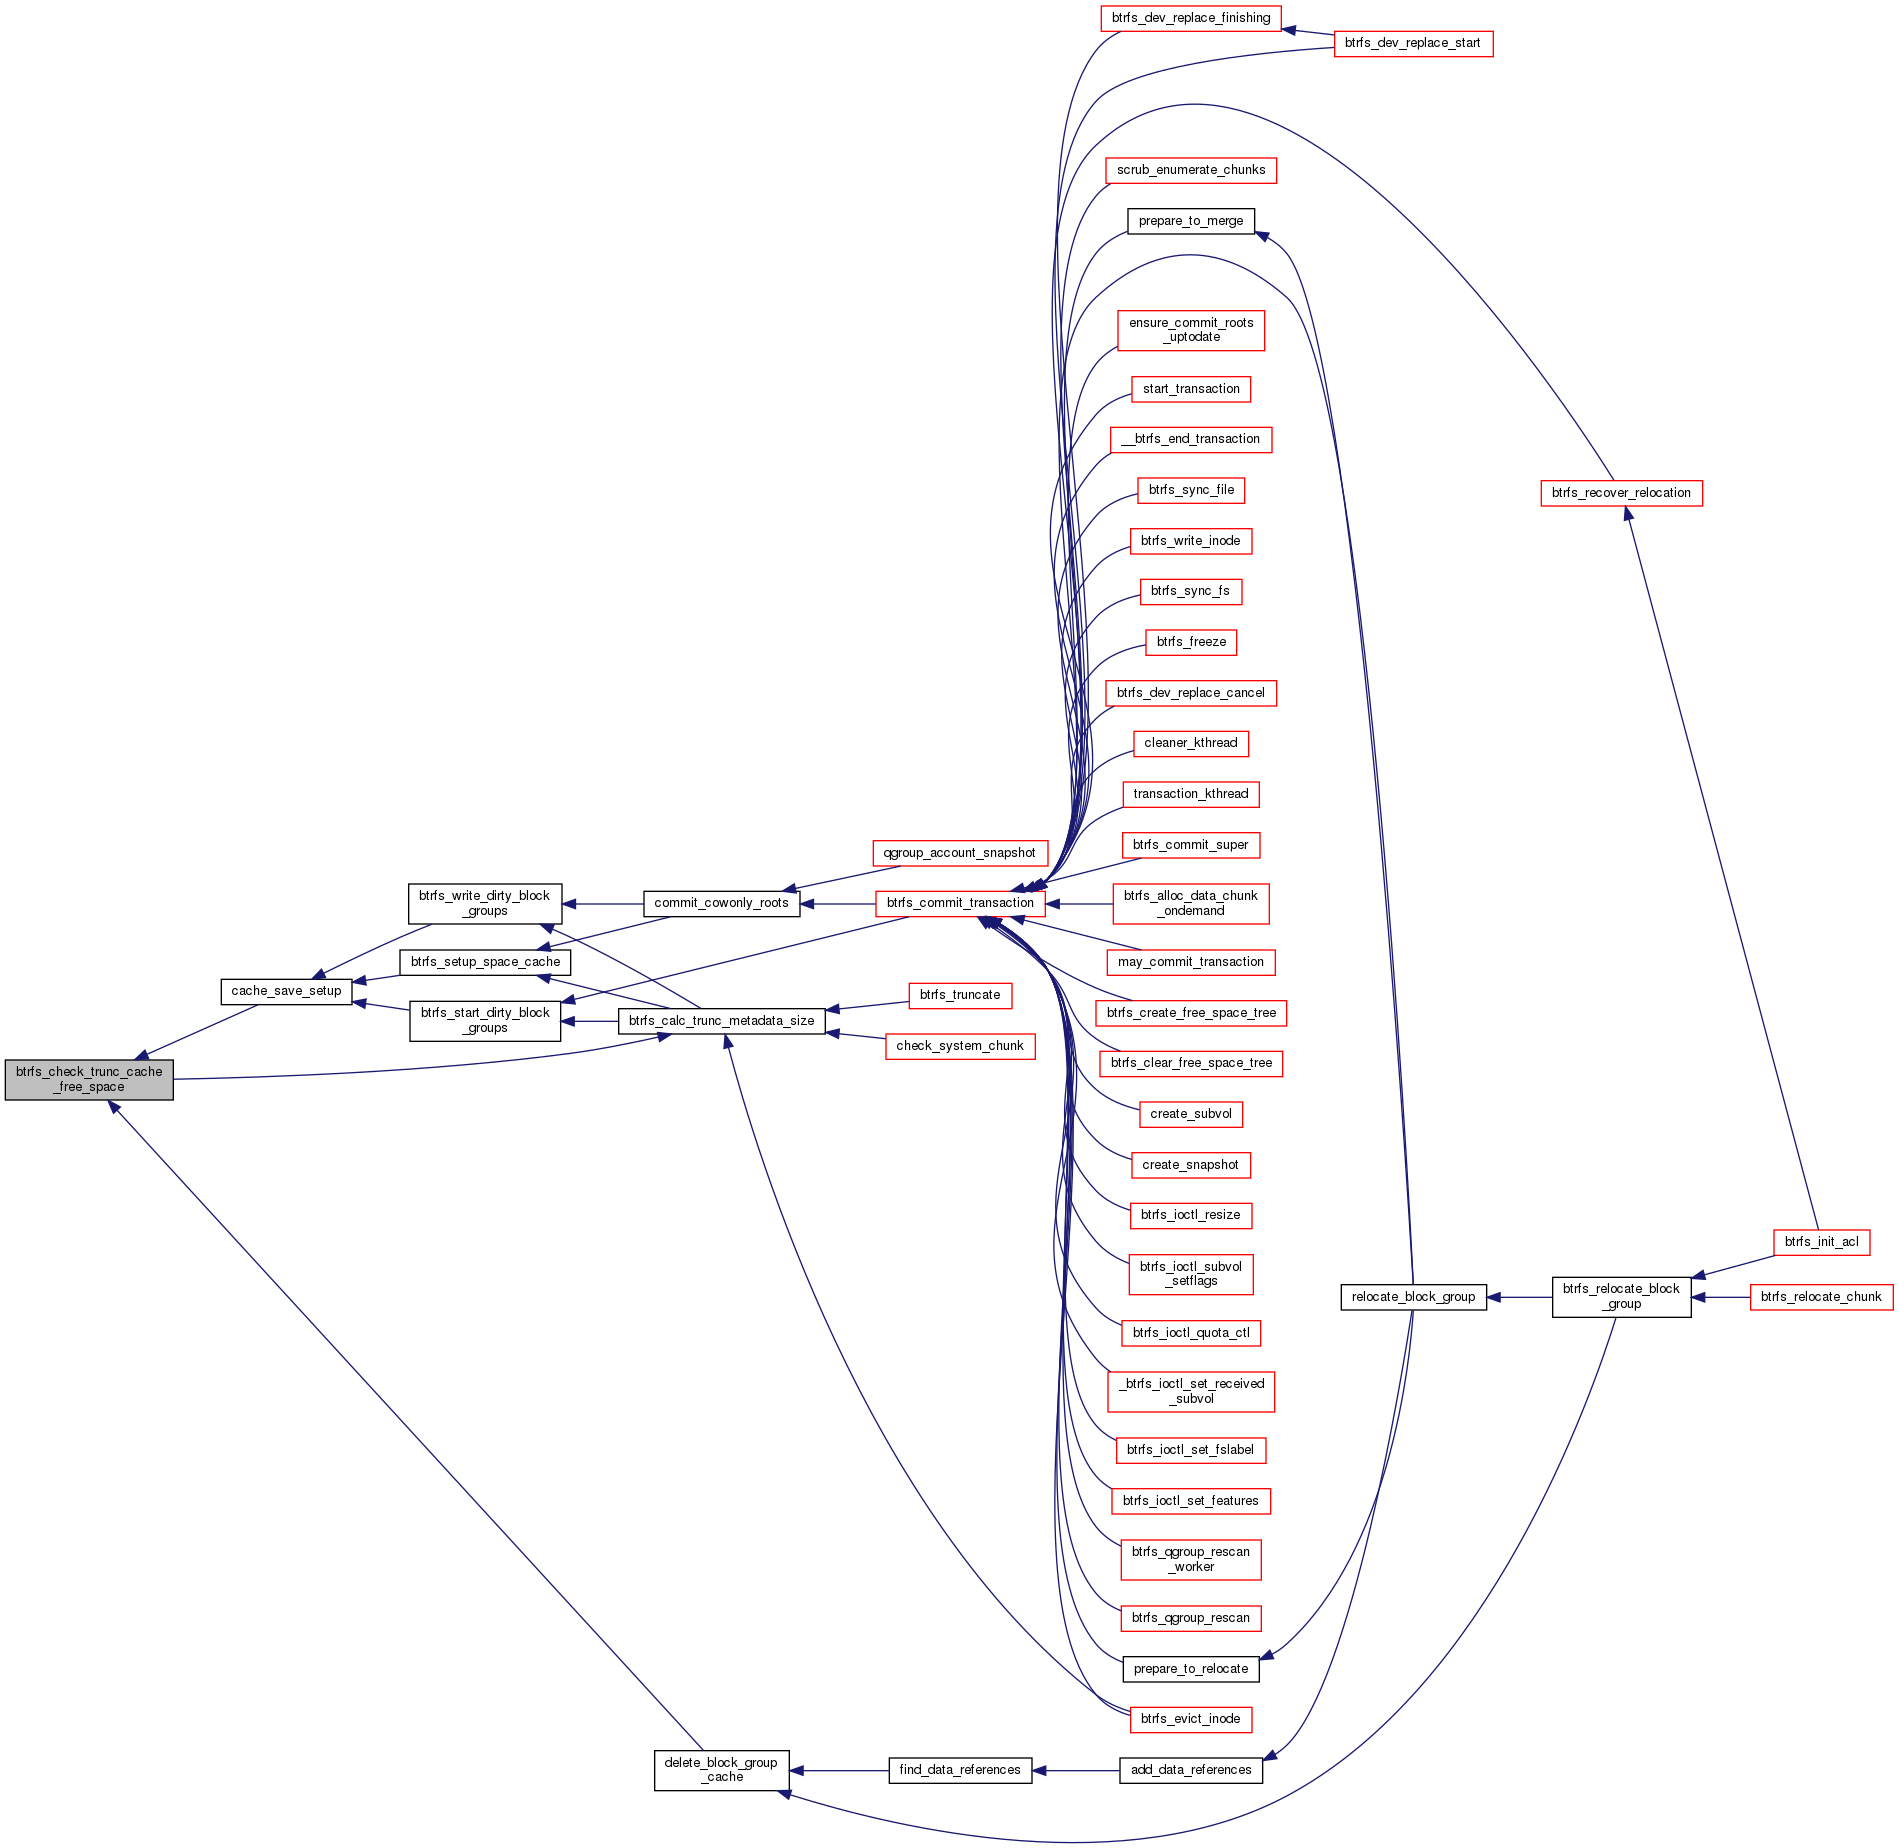 btrfs_dev_replace_finishing
btrfs_dev_replace_start
scrub_enumerate_chunks
prepare_to_merge
ensure_commit_roots
_uptodate
start_transaction
__btrfs_end_transaction
btrfs_sync_file
btrfs_recover_relocation
btrfs_write_inode
btrfs_sync_fs
btrfs_freeze
btrfs_dev_replace_cancel
cleaner_kthread
transaction_kthread
btrfs_commit_super
qgroup_account_snapshot
btrfs_write_dirty_block
_groups
commit_cowonly_roots
btrfs_commit_transaction
btrfs_alloc_data_chunk
_ondemand
btrfs_setup_space_cache
may_commit_transaction
cache_save_setup
btrfs_truncate
btrfs_start_dirty_block
_groups
btrfs_calc_trunc_metadata_size
btrfs_create_free_space_tree
check_system_chunk
btrfs_check_trunc_cache
_free_space
btrfs_clear_free_space_tree
create_subvol
create_snapshot
btrfs_ioctl_resize
btrfs_init_acl
btrfs_ioctl_subvol
_setflags
relocate_block_group
btrfs_relocate_block
_group
btrfs_relocate_chunk
btrfs_ioctl_quota_ctl
_btrfs_ioctl_set_received
_subvol
btrfs_ioctl_set_fslabel
btrfs_ioctl_set_features
btrfs_qgroup_rescan
_worker
btrfs_qgroup_rescan
prepare_to_relocate
btrfs_evict_inode
delete_block_group
_cache
find_data_references
add_data_references